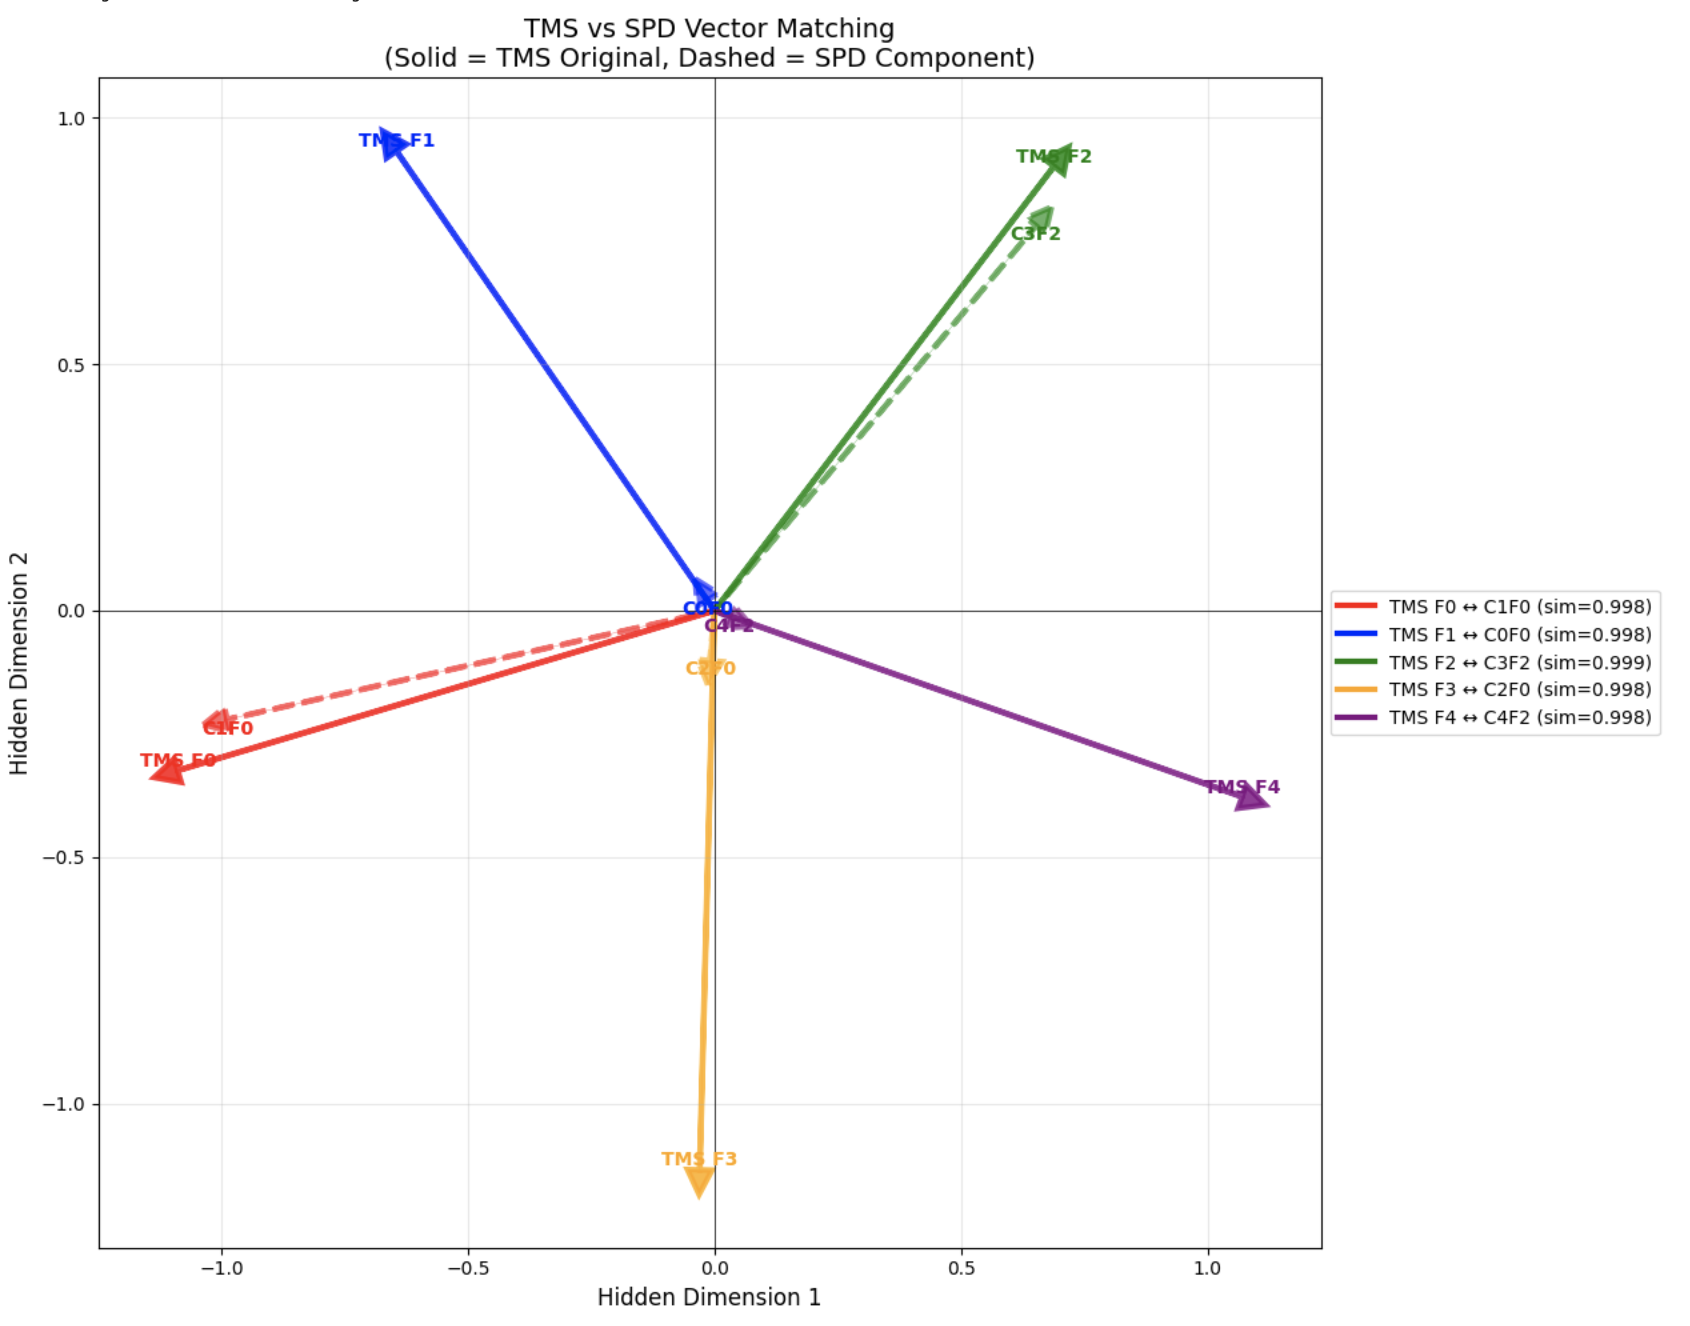 TMS vs SPD Vector Matching
(Solid = TMS Original, Dashed = SPD Component)
1.0
0.5
0.0
−0.5
−1.0
Hidden Dimension 2
TMS F1
TMS F2
C3F2
C0F0
C4F2
C2F0
C1F0
TMS F0
TMS F4
TMS F3
TMS F0 ↔ C1F0 (sim=0.998)
TMS F1 ↔ C0F0 (sim=0.998)
TMS F2 ↔ C3F2 (sim=0.999)
TMS F3 ↔ C2F0 (sim=0.998)
TMS F4 ↔ C4F2 (sim=0.998)
−1.0 −0.5 0.0 0.5 1.0
Hidden Dimension 1